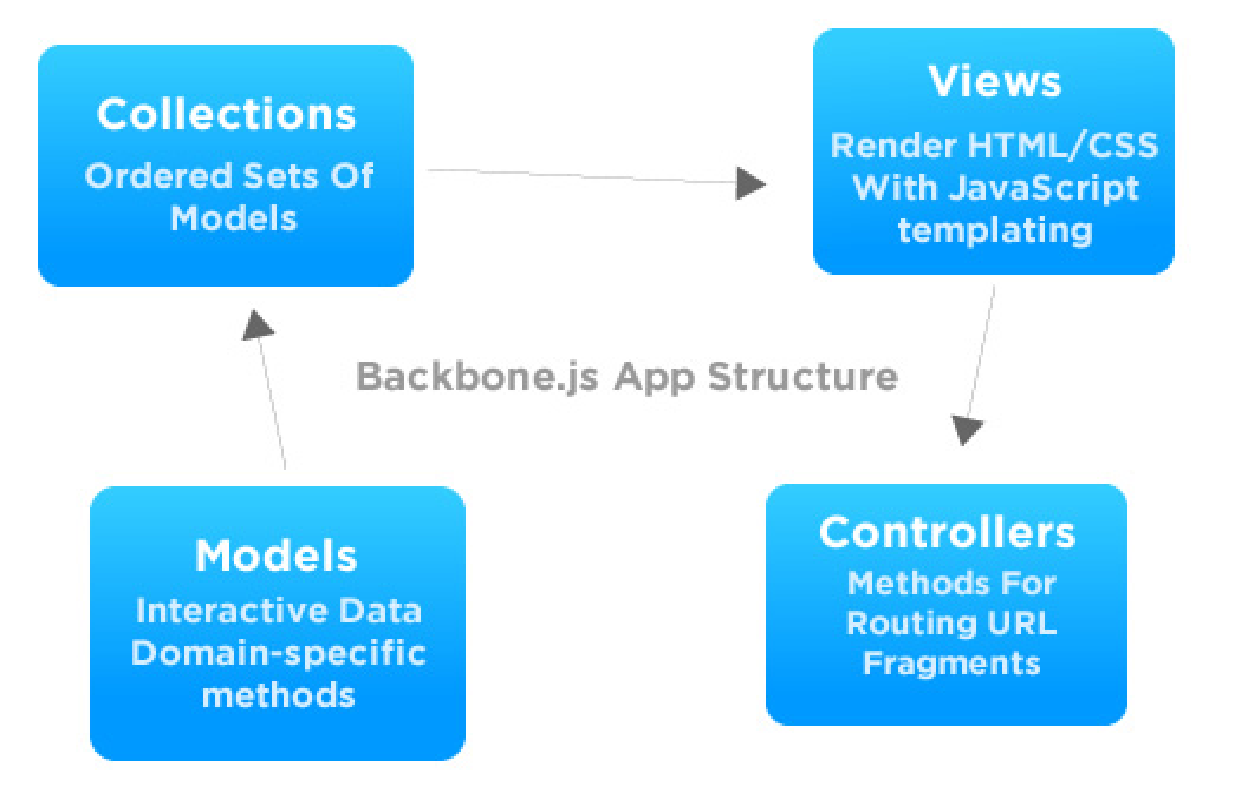 Collections
Ordered Sets Of
Models
Views
Render HTML/CSS
With JavaScript
templating
Backbone.js App Structure
Models
Interactive Data
Domain-specific
methods
Controllers
Methods For
Routing URL
Fragments